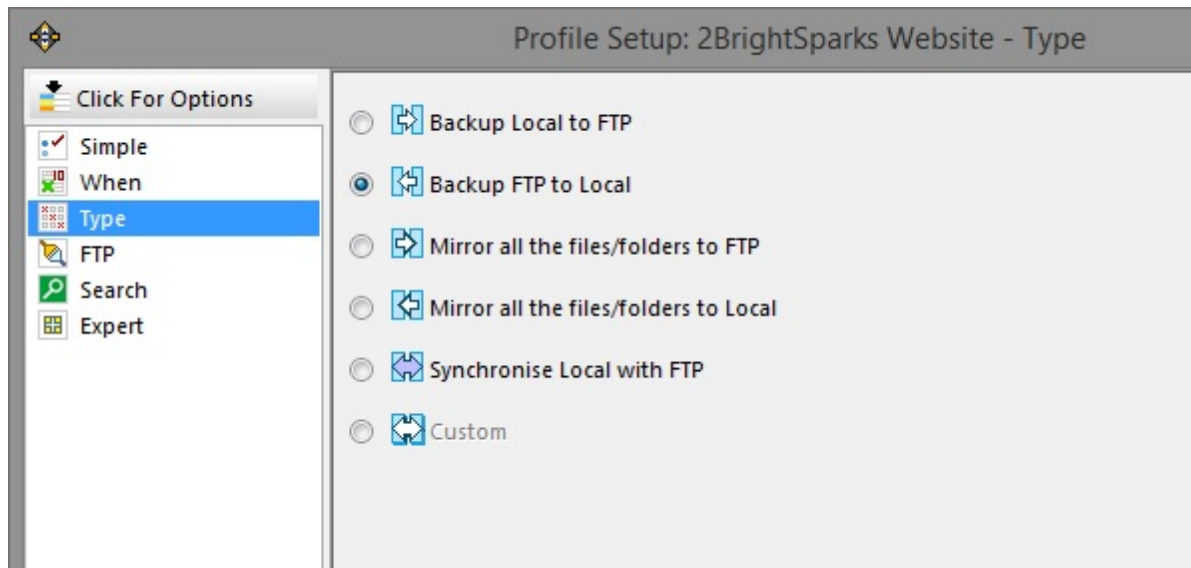 Profile Setup: 2BrightSparks Website - Type
Click For Options
Simple
When
Type
FTP
Search
Expert
Backup Local to FTP
Backup FTP to Local
Mirror all the files/folders to FTP
Mirror all the files/folders to Local
Synchronise Local with FTP
Custom